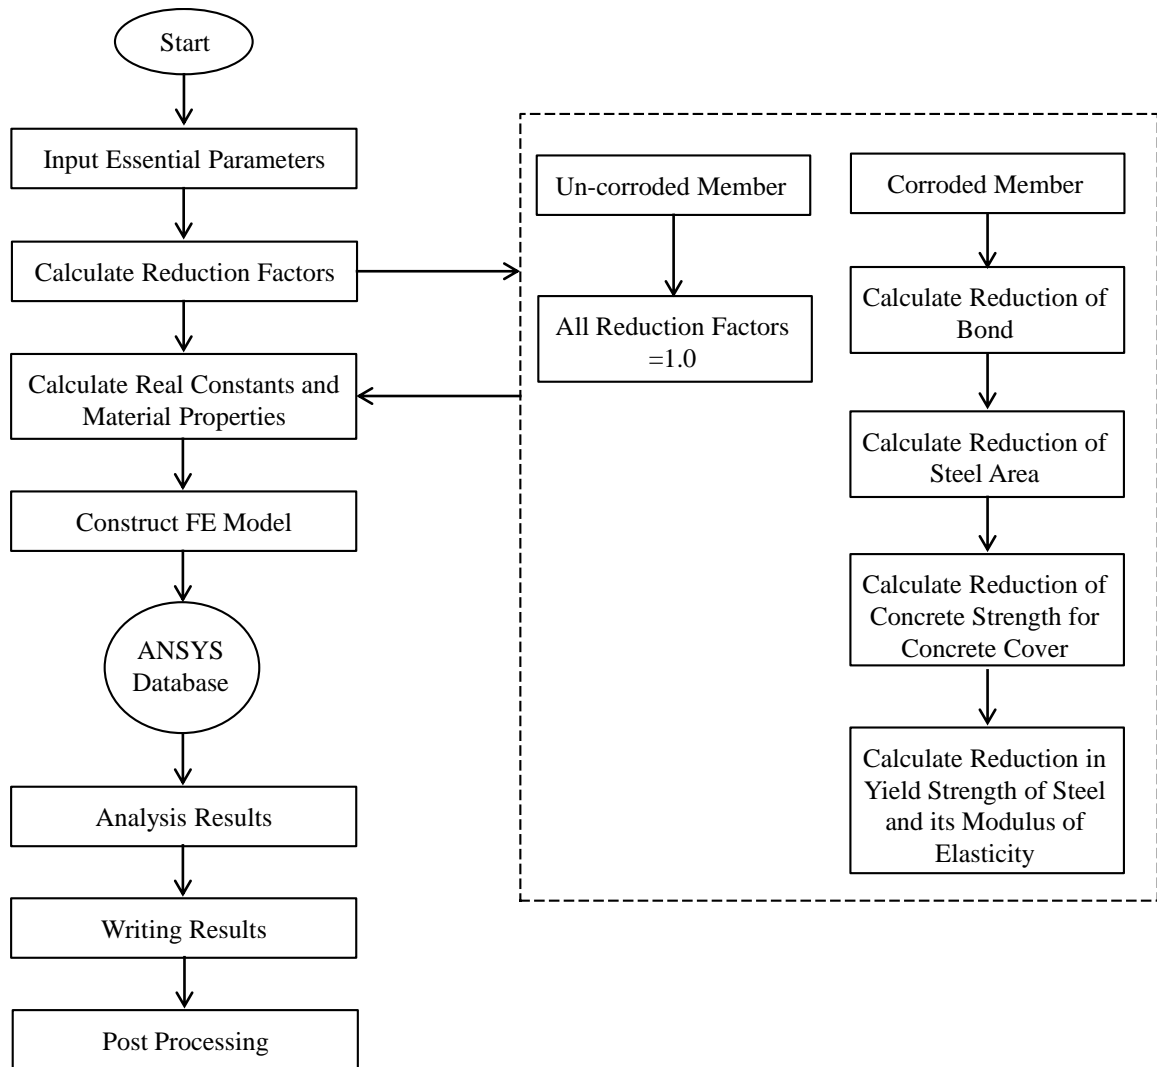 Start
Input Essential Parameters
Calculate Reduction Factors
Calculate Real Constants and
Material Properties
Construct FE Model
ANSYS
Database
Analysis Results
Writing Results
Post Processing
Un-corroded Member
All Reduction Factors
=1.0
Corroded Member
Calculate Reduction of
Bond
Calculate Reduction of
Steel Area
Calculate Reduction of
Concrete Strength for
Concrete Cover
Calculate Reduction in
Yield Strength of Steel
and its Modulus of
Elasticity